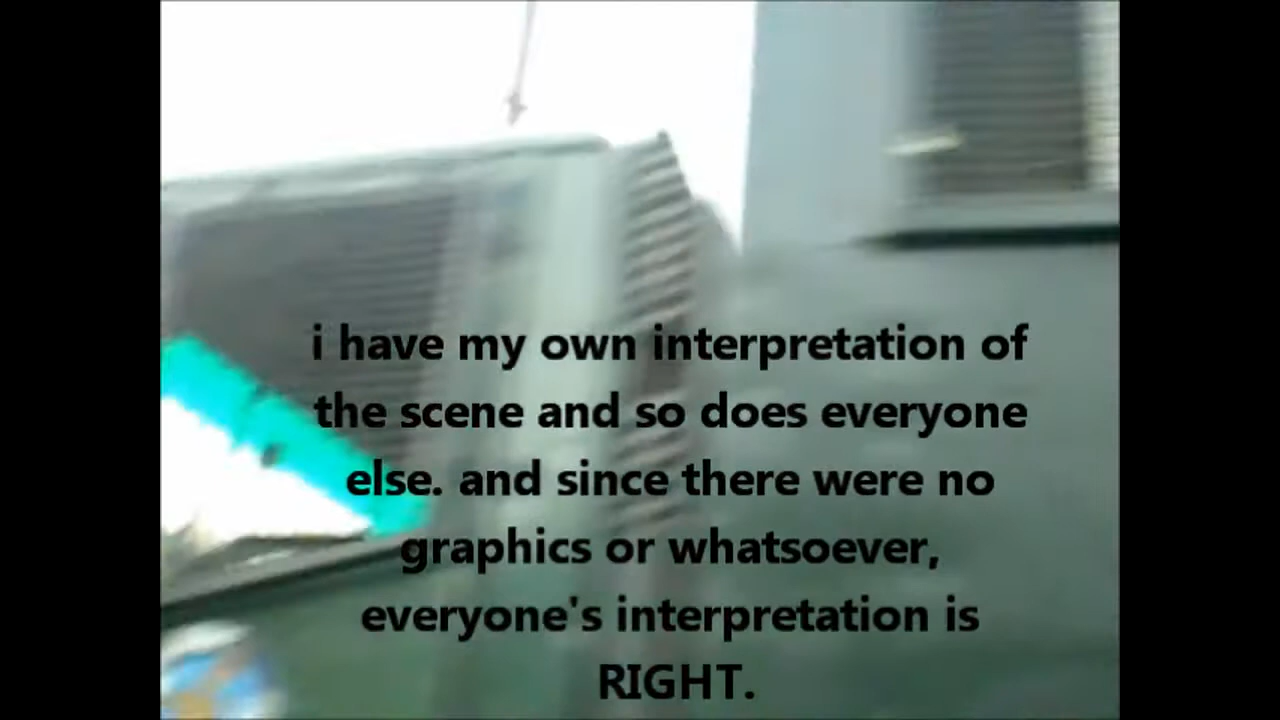 i have my own interpretation of
the scene and so does everyone
else. and since there were no
graphics or whatsoever,
everyone's interpretation is
RIGHT.